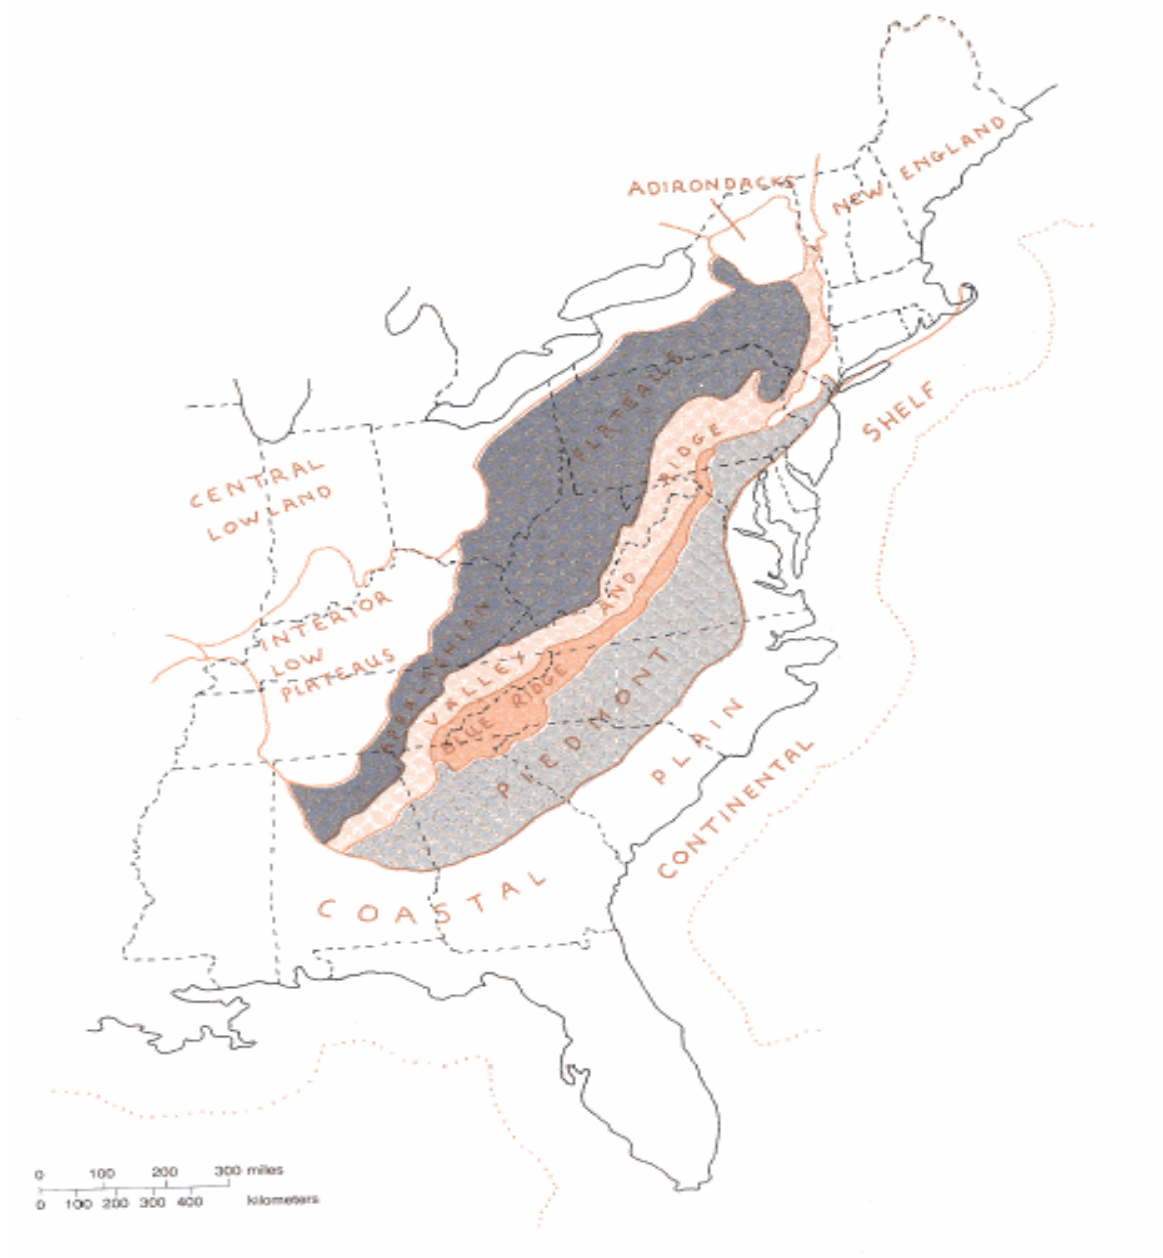 ADIRONDACKS
NEW ENGLAND
PLATEAUS
SHELF
RIDGE
CENTRAL
LOWLAND
AND
INTERIOR
LOW
PLATEAUS
APPALACHIAN
VALLEY
BLUE RIDGE
PIEDMONT
PLAIN
CONTINENTAL
COASTAL
0 100 200 300 miles
0 100 200 300 400 kilometers